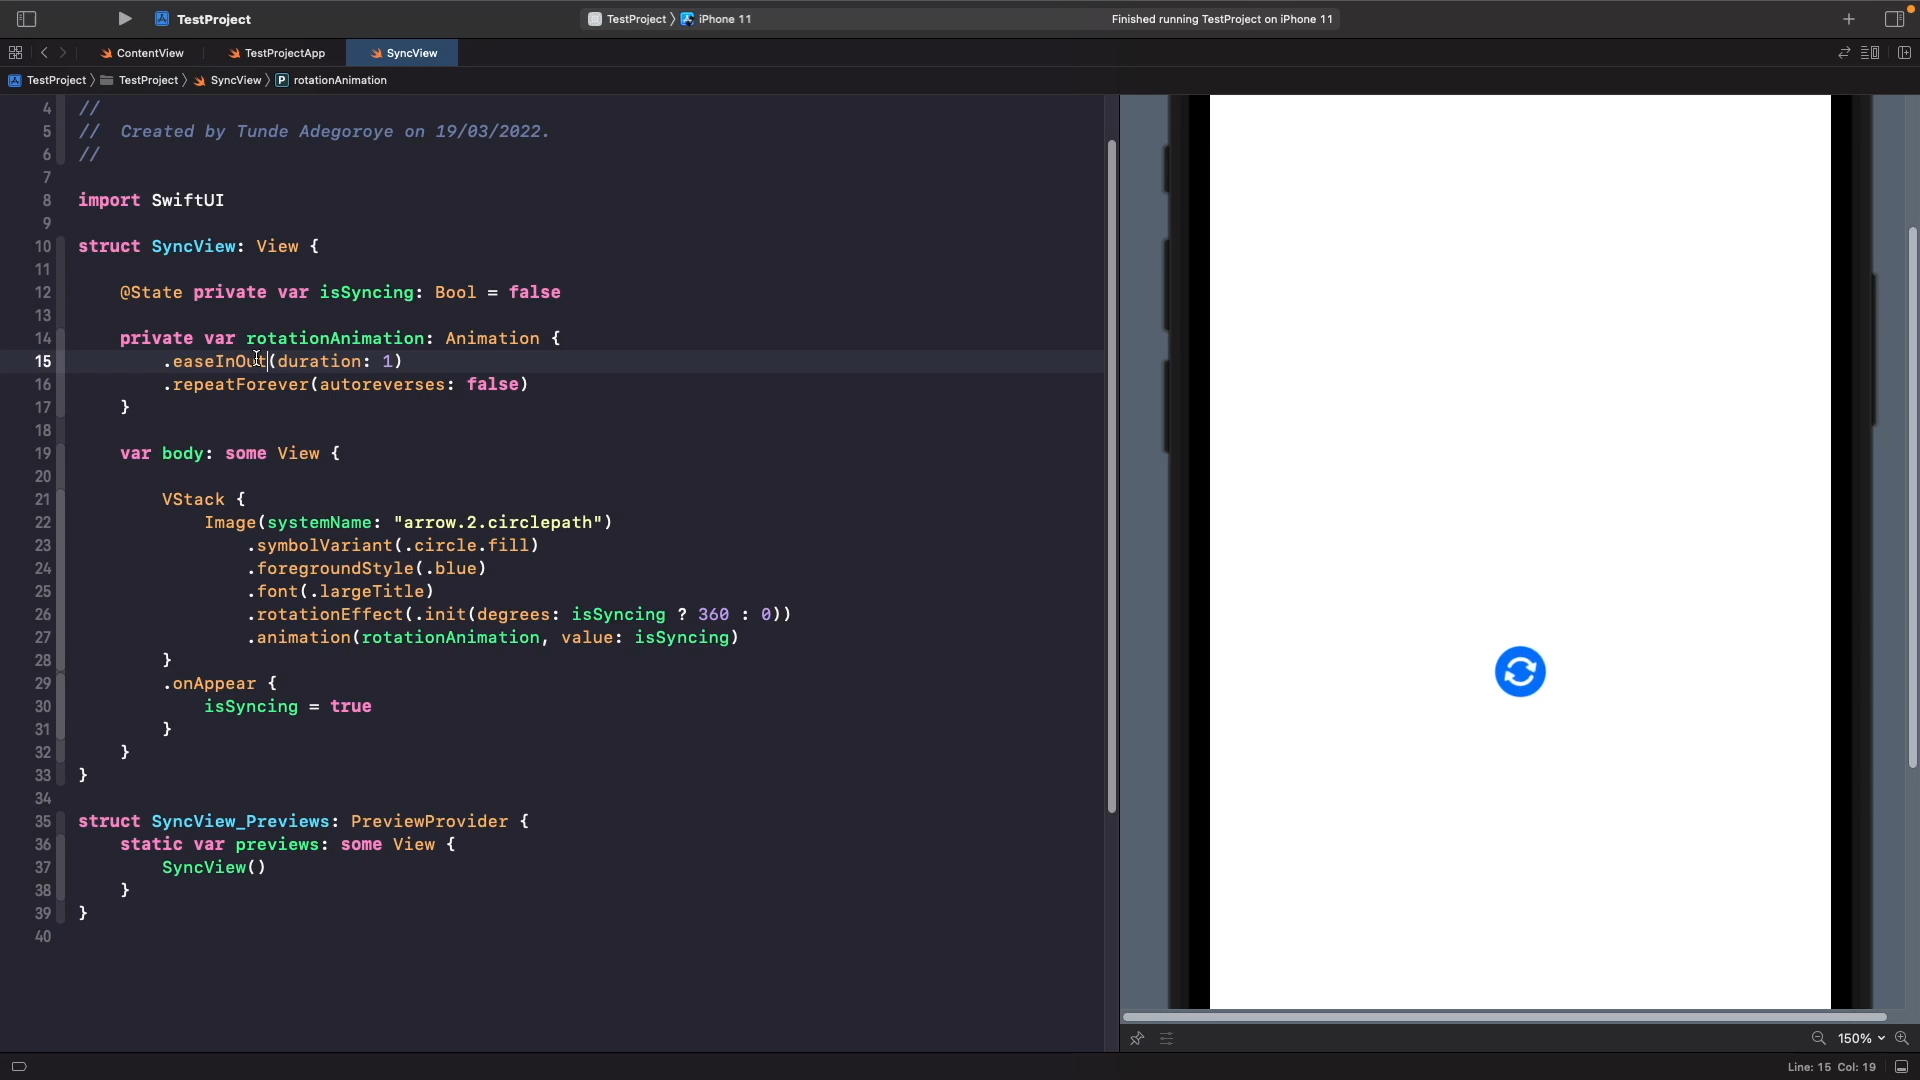 TestProject
TestProject 〉 iPhone 11
Finished running TestProject on iPhone 11
ContentView
TestProjectApp
SyncView
TestProject 〉 TestProject 〉 SyncView 〉 P rotationAnimation
4 //
5 //  Created by Tunde Adegoroye on 19/03/2022.
6 //
7
8 import SwiftUI
9
10 struct SyncView: View {
11
12     @State private var isSyncing: Bool = false
13
14     private var rotationAnimation: Animation {
15         .easeInOut(duration: 1)
16         .repeatForever(autoreverses: false)
17     }
18
19     var body: some View {
20
21         VStack {
22             Image(systemName: "arrow.2.circlepath")
23                 .symbolVariant(.circle.fill)
24                 .foregroundStyle(.blue)
25                 .font(.largeTitle)
26                 .rotationEffect(.init(degrees: isSyncing ? 360 : 0))
27                 .animation(rotationAnimation, value: isSyncing)
28         }
29         .onAppear {
30             isSyncing = true
31         }
32     }
33 }
34
35 struct SyncView_Previews: PreviewProvider {
36     static var previews: some View {
37         SyncView()
38     }
39 }
40
150%
Line: 15 Col: 19